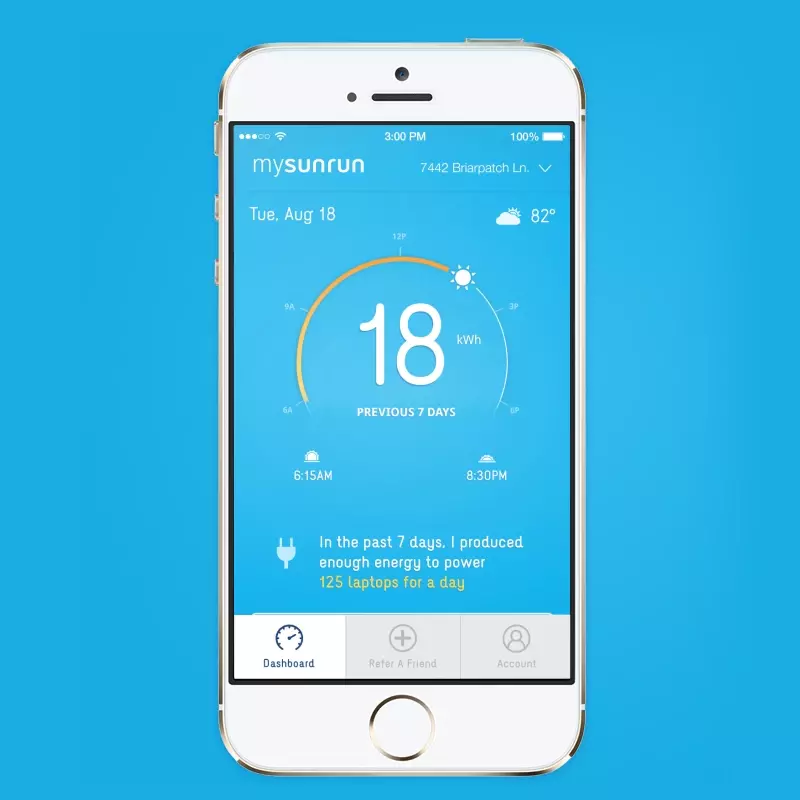 3:00 PM
100%
mysunrun
7442 Briarpatch Ln.
Tue, Aug 18
82°
12P
9A
3P
18 kWh
6A
6P
PREVIOUS 7 DAYS
6:15AM
8:30PM
In the past 7 days, I produced
enough energy to power
125 laptops for a day
Dashboard
Refer A Friend
Account